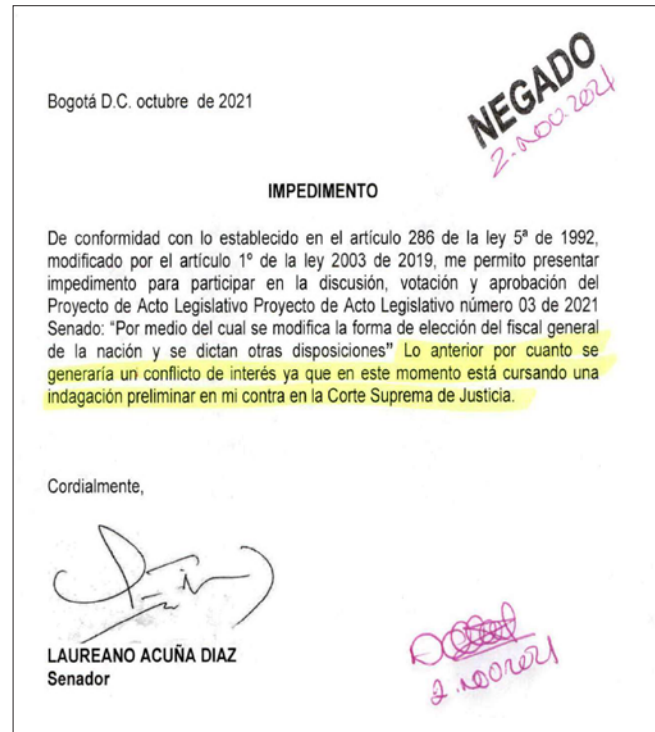 NEGADO
2. NOV. 2021
Bogotá D.C. octubre de 2021
IMPEDIMENTO
De conformidad con lo establecido en el artículo 286 de la ley 5ª de 1992,
modificado por el artículo 1º de la ley 2003 de 2019, me permito presentar
impedimento para participar en la discusión, votación y aprobación del
Proyecto de Acto Legislativo Proyecto de Acto Legislativo número 03 de 2021
Senado: “Por medio del cual se modifica la forma de elección del fiscal general
de la nación y se dictan otras disposiciones” Lo anterior por cuanto se
generaría un conflicto de interés ya que en este momento está cursando una
indagación preliminar en mi contra en la Corte Suprema de Justicia.
Cordialmente,
LAUREANO ACUÑA DIAZ
Senador
2. NOV 2021